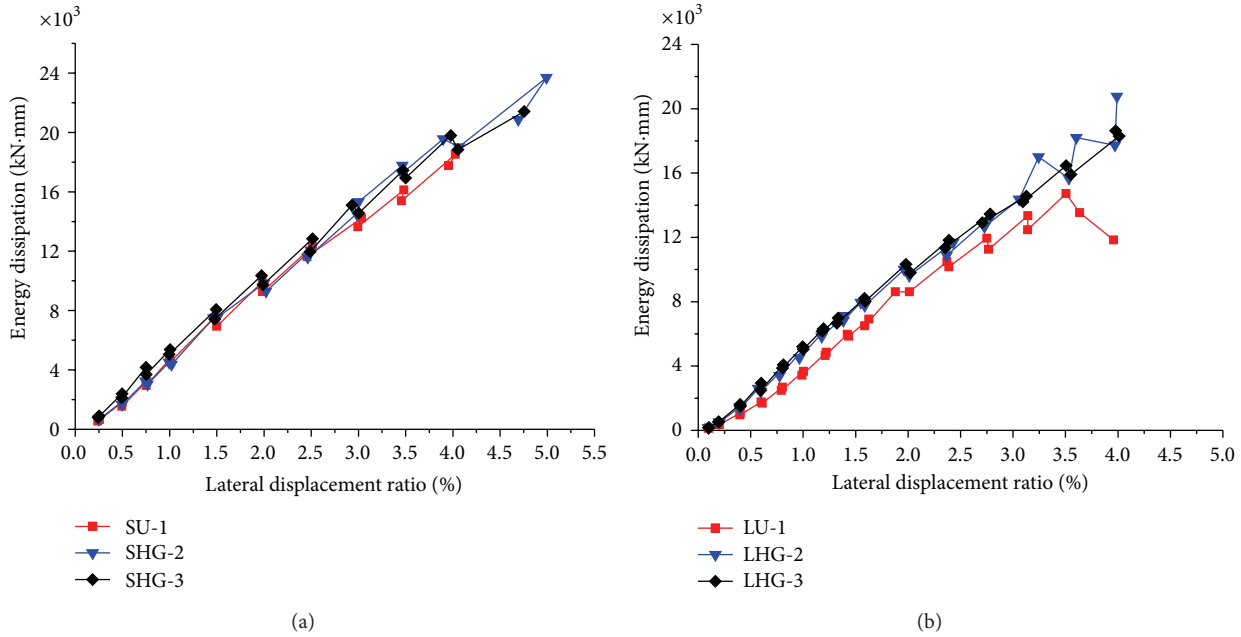 ×10³
24
20
16
12
8
4
0
Energy dissipation (kN·mm)
0.0 0.5 1.0 1.5 2.0 2.5 3.0 3.5 4.0 4.5 5.0 5.5
Lateral displacement ratio (%)
SU-1
SHG-2
SHG-3
(a)
×10³
24
20
16
12
8
4
0
Energy dissipation (kN·mm)
0.0 0.5 1.0 1.5 2.0 2.5 3.0 3.5 4.0 4.5 5.0
Lateral displacement ratio (%)
LU-1
LHG-2
LHG-3
(b)